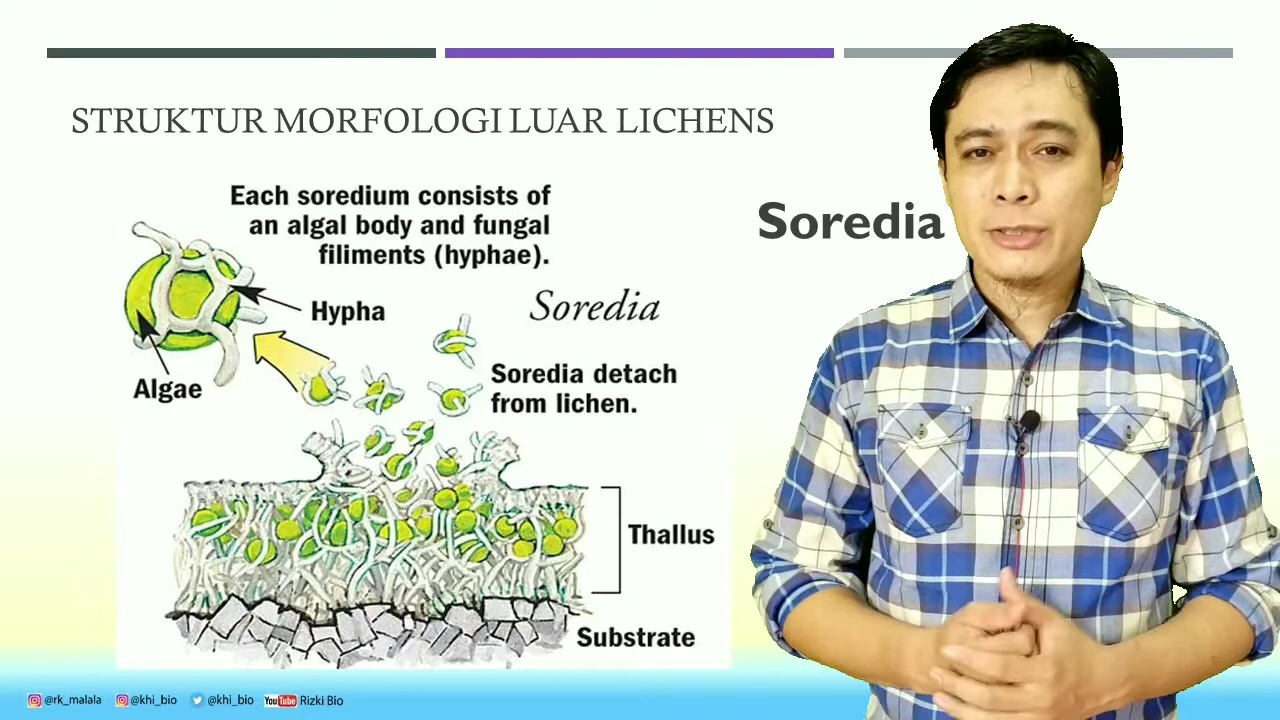 STRUKTUR MORFOLOGI LUAR LICHENS
Each soredium consists of
an algal body and fungal
filiments (hyphae).
Soredia
Hypha
Soredia
Algae
Soredia detach
from lichen.
Thallus
Substrate
@rk_malala @khi_bio @khi_bio YouTube Rizki Bio